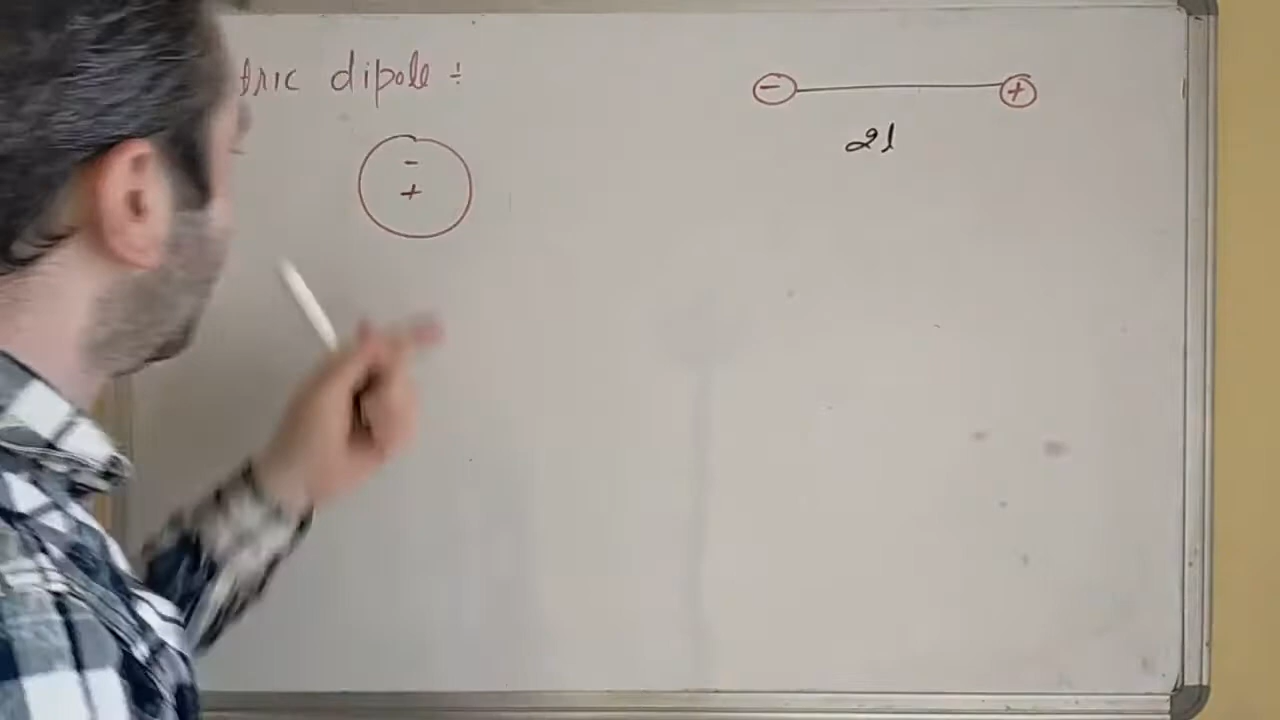 tric dipole ÷
- +
2l
-
+